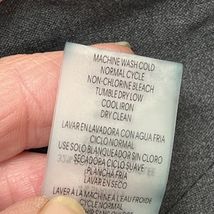 MACHINE WASH COLD
NORMAL CYCLE
NON-CHLORINE BLEACH
TUMBLE DRY LOW
COOL IRON
DRY CLEAN
LAVAR EN LAVADORA CON AGUA FRIA
CICLO NORMAL
USE SOLO BLANQUEADOR SIN CLORO
SECADORA CICLO SUAVE
PLANCHA FRIA
LAVAR EN SECO
LAVER À LA MACHINE À L'EAU FROIDE
CYCLE NORMAL